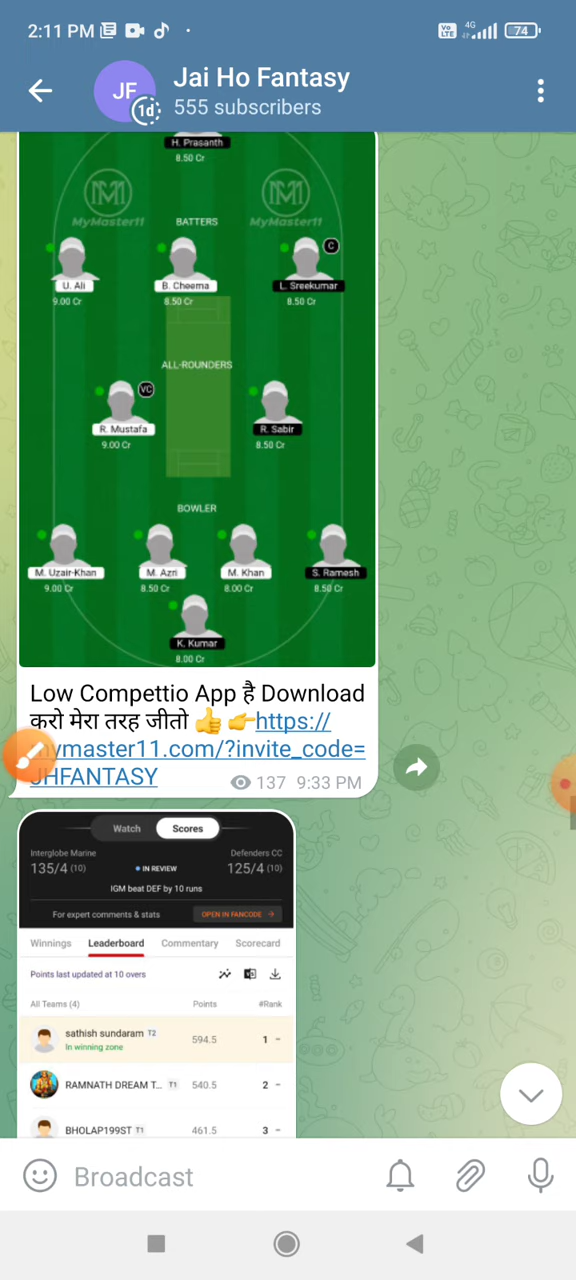 2:11 PM
Vo LTE 4G 74
JF
1d
Jai Ho Fantasy
555 subscribers
H. Prasanth
8.50 Cr
MyMaster11 MyMaster11
BATTERS
C
U. Ali B. Cheema L. Sreekumar
9.00 Cr 8.50 Cr 8.50 Cr
ALL-ROUNDERS
VC
R. Mustafa R. Sabir
9.00 Cr 8.50 Cr
BOWLER
M. Uzair-Khan M. Azri M. Khan S. Ramesh
9.00 Cr 8.50 Cr 8.00 Cr 8.50 Cr
K. Kumar
8.00 Cr
Low Compettio App है Download
करो मेरा तरह जीतो 👍 👉https://
mymaster11.com/?invite_code=
JHFANTASY 137 9:33 PM
Watch Scores
Interglobe Marine Defenders CC
135/4 (10) IN REVIEW 125/4 (10)
IGM beat DEF by 10 runs
For expert comments & stats OPEN IN FANCODE →
Winnings Leaderboard Commentary Scorecard
Points last updated at 10 overs
All Teams (4) Points #Rank
sathish sundaram T2 594.5 1 –
In winning zone
RAMNATH DREAM T... T1 540.5 2 –
BHOLAP199ST T1 461.5 3 –
Broadcast